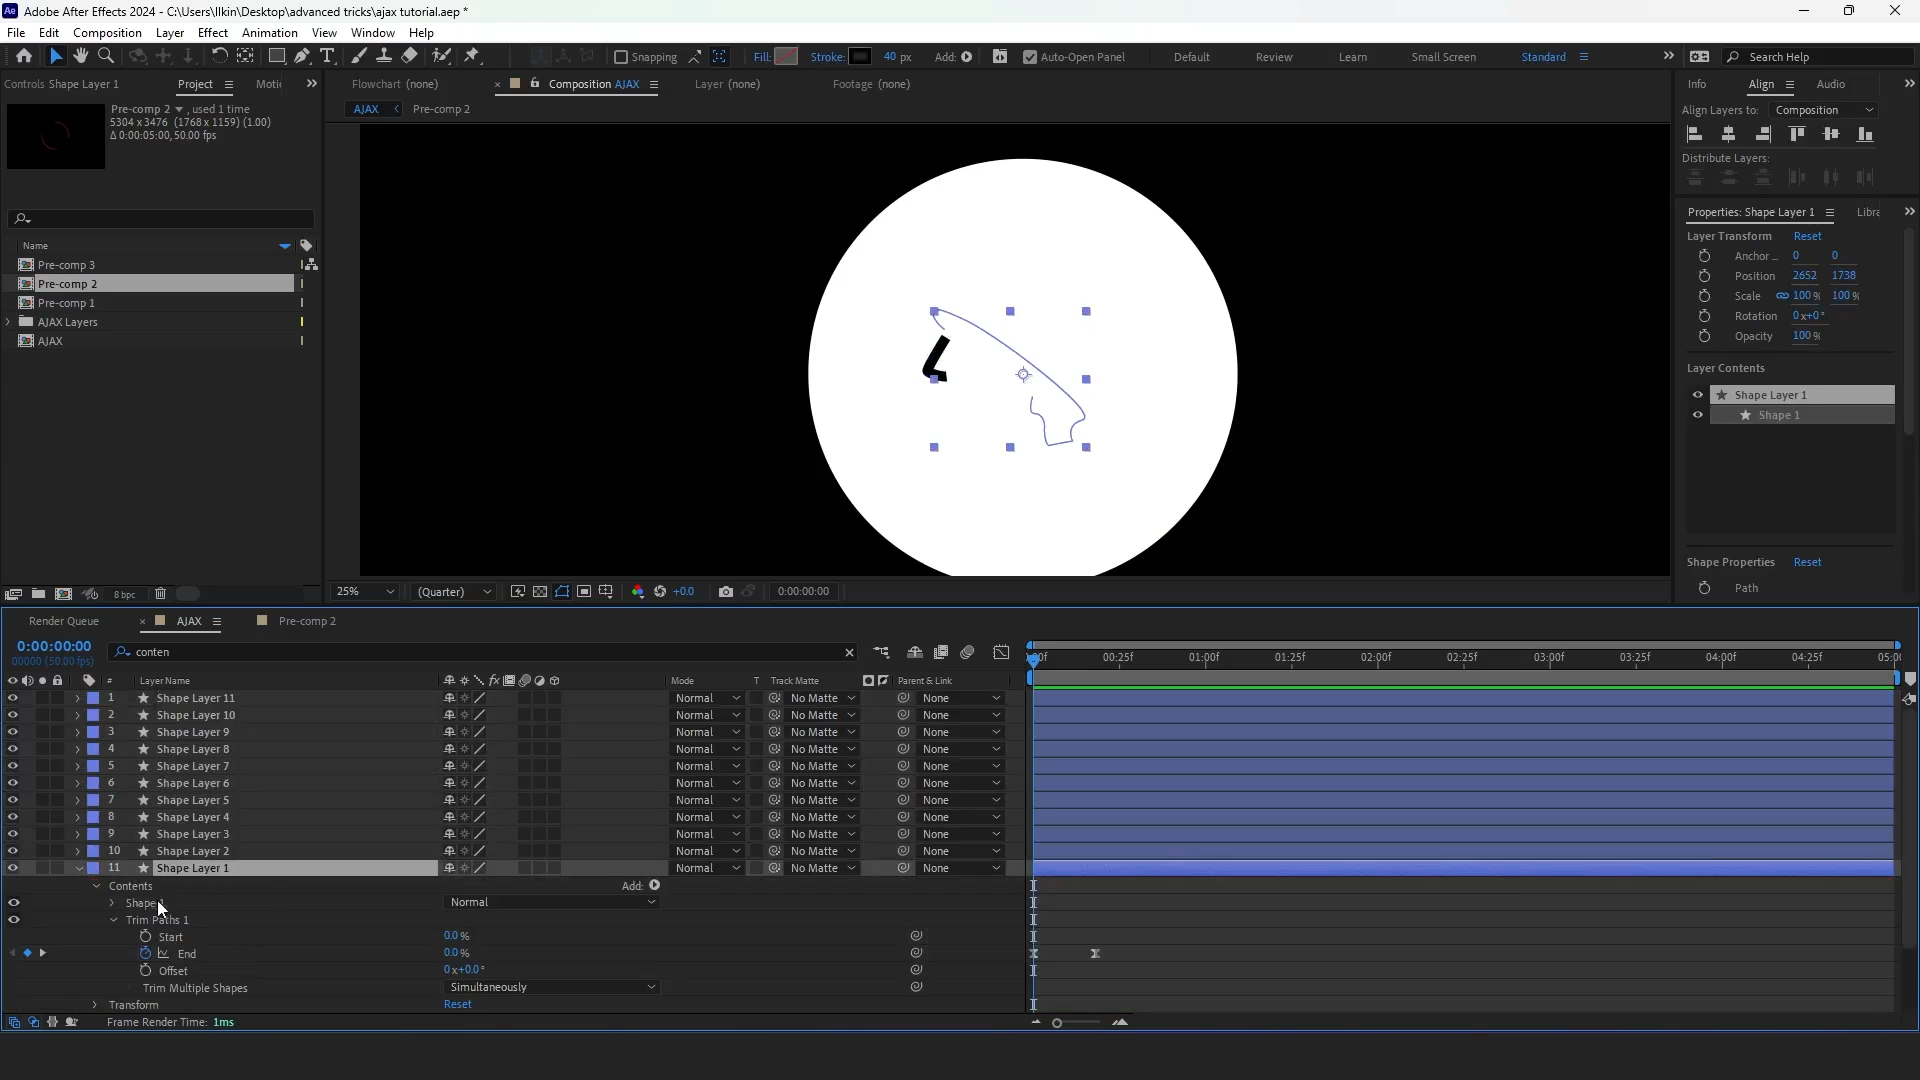 Adobe After Effects 2024 - C:\Users\Ilkin\Desktop\advanced tricks\ajax tutorial.aep *
File Edit Composition Layer Effect Animation View Window Help
Snapping Fill: Stroke: 40 px Add: Auto-Open Panel Default Review Learn Small Screen Standard Search Help
Controls Shape Layer 1 Project Moti Flowchart (none) Composition AJAX Layer (none) Footage (none) Info Align Audio
AJAX Pre-comp 2
Pre-comp 2 , used 1 time
5304 x 3476 (1768 x 1159) (1.00)
Δ 0:00:05:00, 50.00 fps
Align Layers to: Composition
Distribute Layers:
Properties: Shape Layer 1 Libra
Layer Transform Reset
Anchor ... 0 0
Position 2652 1738
Scale 100 % 100 %
Rotation 0x+0°
Opacity 100 %
Layer Contents
Shape Layer 1
Shape 1
Shape Properties Reset
Path
Name
Pre-comp 3
Pre-comp 2
Pre-comp 1
AJAX Layers
AJAX
8 bpc
25% (Quarter) +0.0 0:00:00:00
Render Queue AJAX Pre-comp 2
0:00:00:00
00000 (50.00 fps)
conten
00:25f 01:00f 01:25f 02:00f 02:25f 03:00f 03:25f 04:00f 04:25f
# Layer Name Mode T Track Matte Parent & Link
1 Shape Layer 11 Normal No Matte None
2 Shape Layer 10 Normal No Matte None
3 Shape Layer 9 Normal No Matte None
4 Shape Layer 8 Normal No Matte None
5 Shape Layer 7 Normal No Matte None
6 Shape Layer 6 Normal No Matte None
7 Shape Layer 5 Normal No Matte None
8 Shape Layer 4 Normal No Matte None
9 Shape Layer 3 Normal No Matte None
10 Shape Layer 2 Normal No Matte None
11 Shape Layer 1 Normal No Matte None
Contents Add:
Shape 1 Normal
Trim Paths 1
Start 0.0 %
End 0.0 %
Offset 0x+0.0°
Trim Multiple Shapes Simultaneously
Transform Reset
Frame Render Time: 1ms